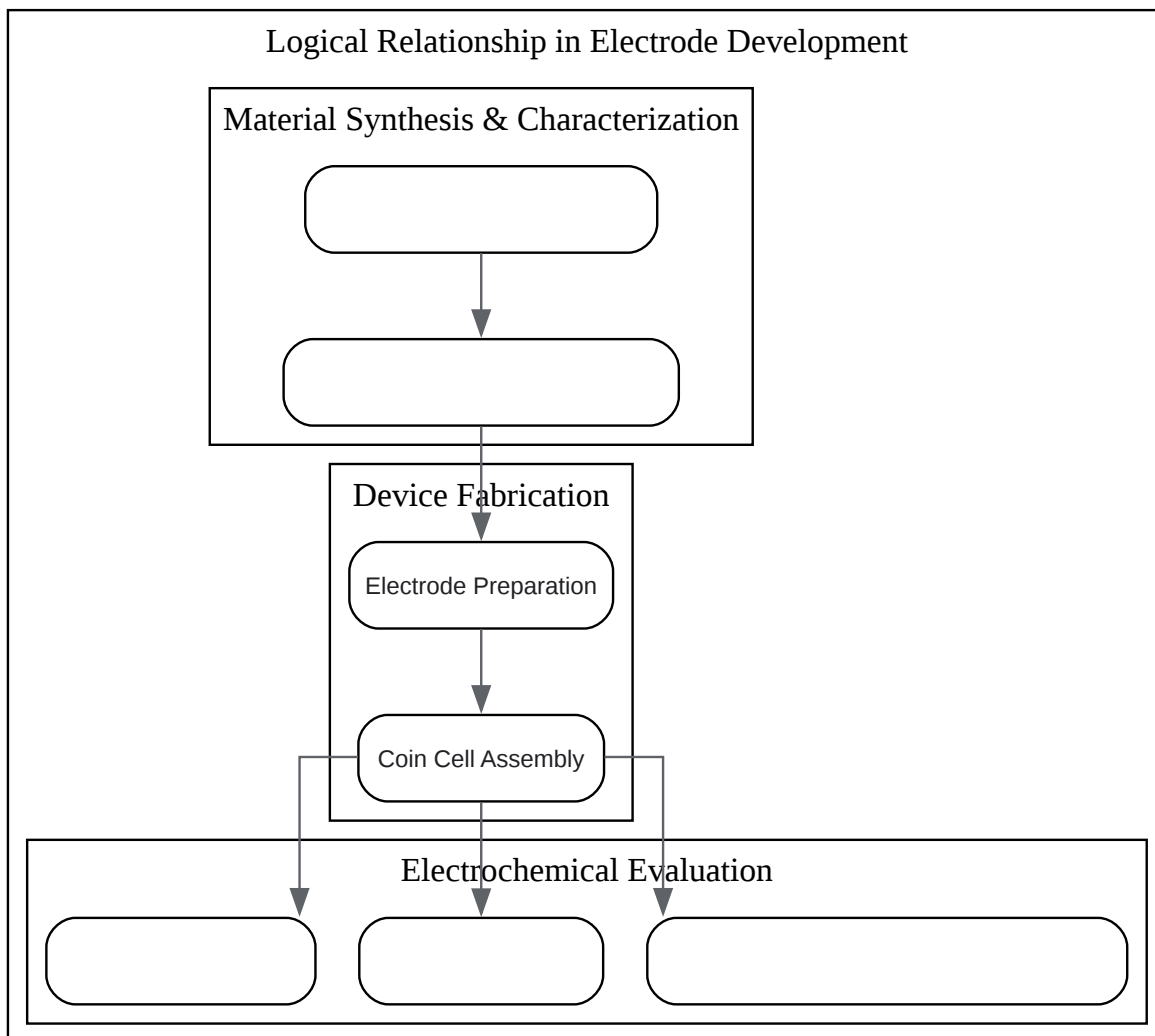 Logical Relationship in Electrode Development
Material Synthesis & Characterization
Device Fabrication
Electrode Preparation
Coin Cell Assembly
Electrochemical Evaluation